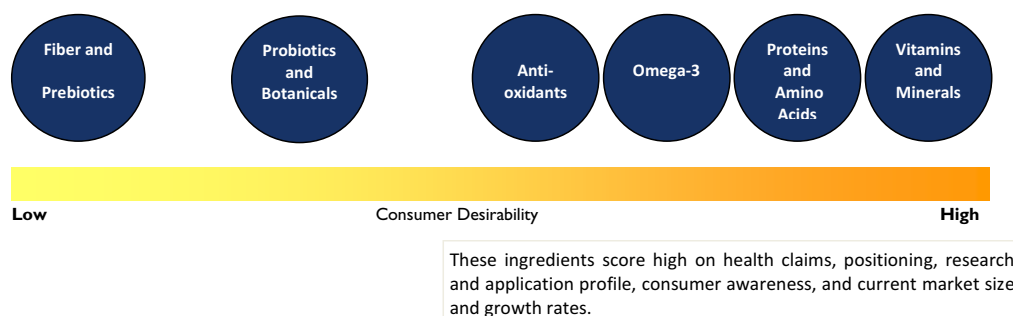 Fiber and
Prebiotics
Probiotics
and
Botanicals
Anti-
oxidants
Omega-3
Proteins
and
Amino
Acids
Vitamins
and
Minerals
Low
Consumer Desirability
High
These ingredients score high on health claims, positioning, research
and application profile, consumer awareness, and current market size
and growth rates.